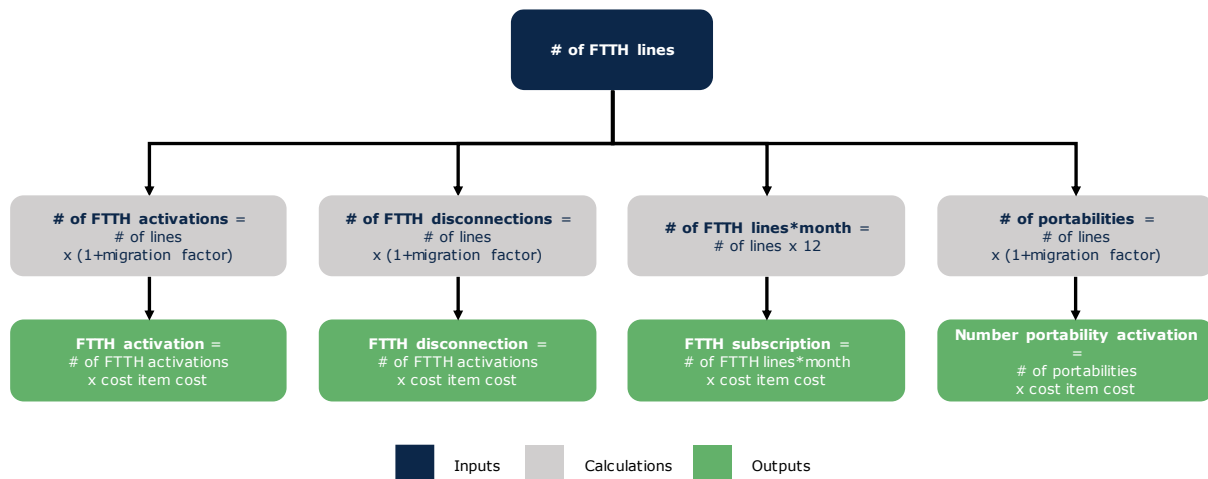 # of FTTH lines
# of FTTH activations =
# of lines
x (1+migration factor)
# of FTTH disconnections =
# of lines
x (1+migration factor)
# of FTTH lines*month =
# of lines x 12
# of portabilities =
# of lines
x (1+migration factor)
FTTH activation =
# of FTTH activations
x cost item cost
FTTH disconnection =
# of FTTH activations
x cost item cost
FTTH subscription =
# of FTTH lines*month
x cost item cost
Number portability activation
=
# of portabilities
x cost item cost
Inputs
Calculations
Outputs